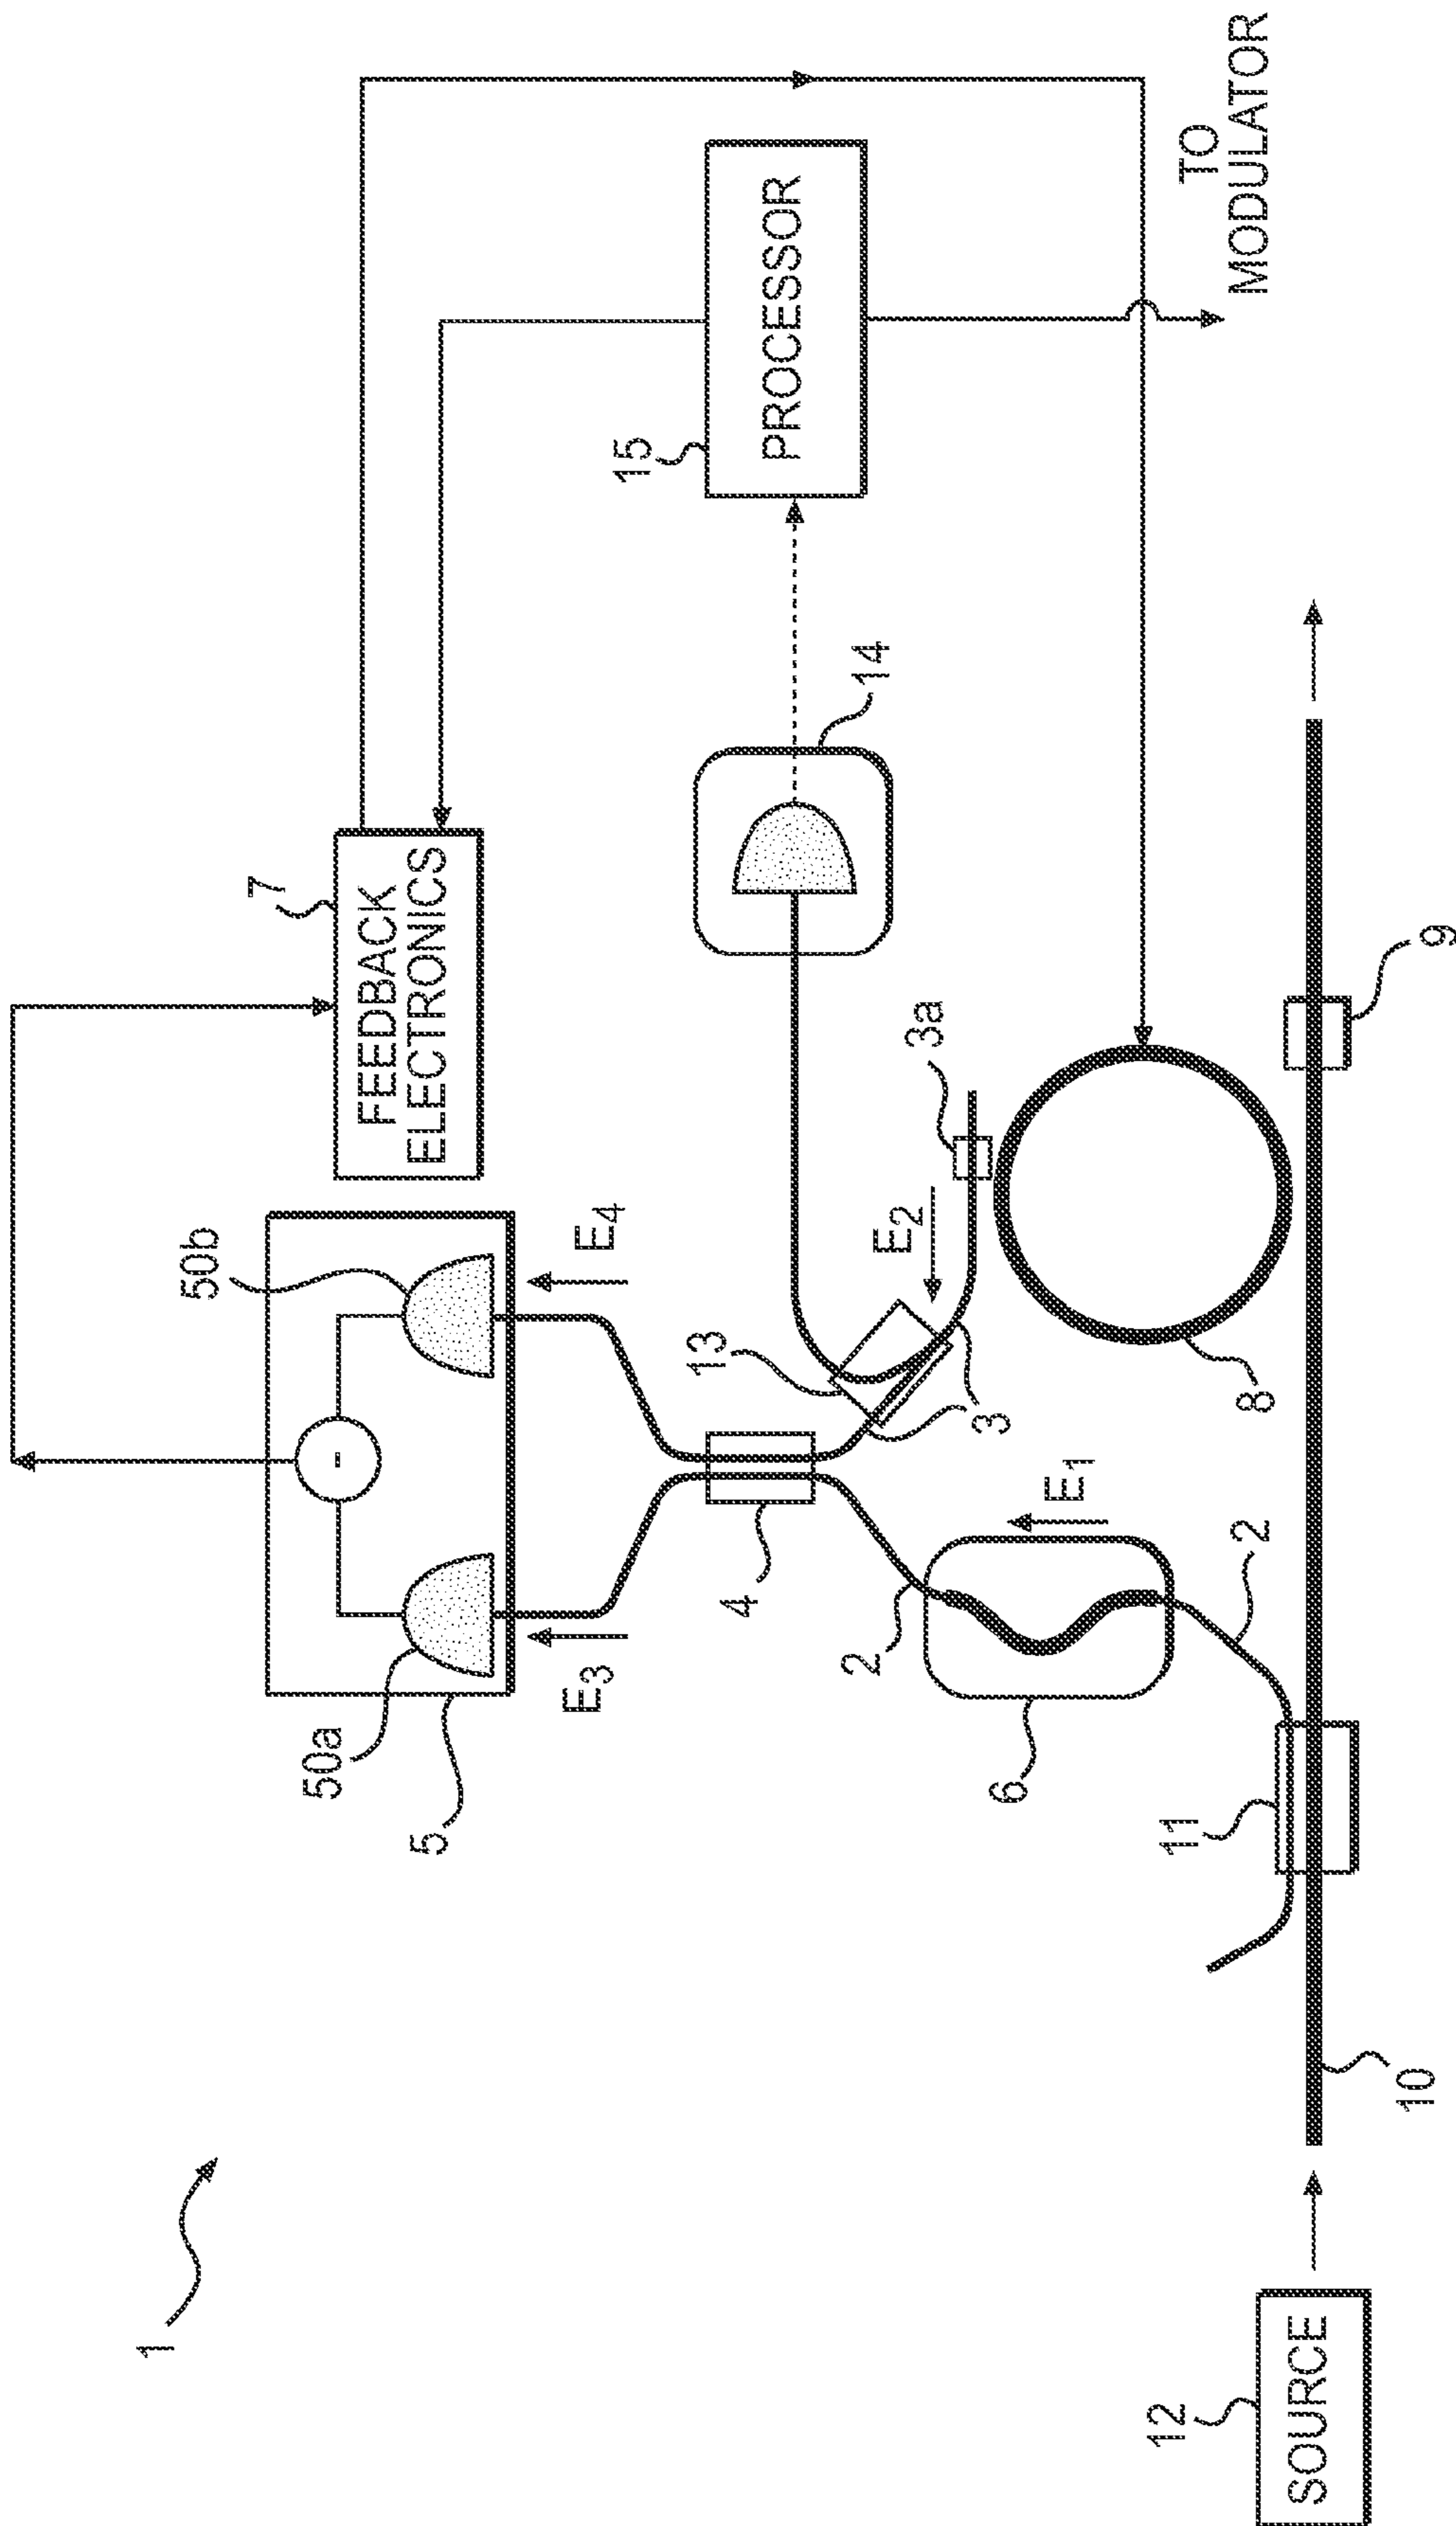 1
5
50a
50b
E3
E4
7
FEEDBACK
ELECTRONICS
-
4
13
3
E2
3a
14
15
PROCESSOR
TO
MODULATOR
2
E1
6
2
8
9
11
10
12
SOURCE